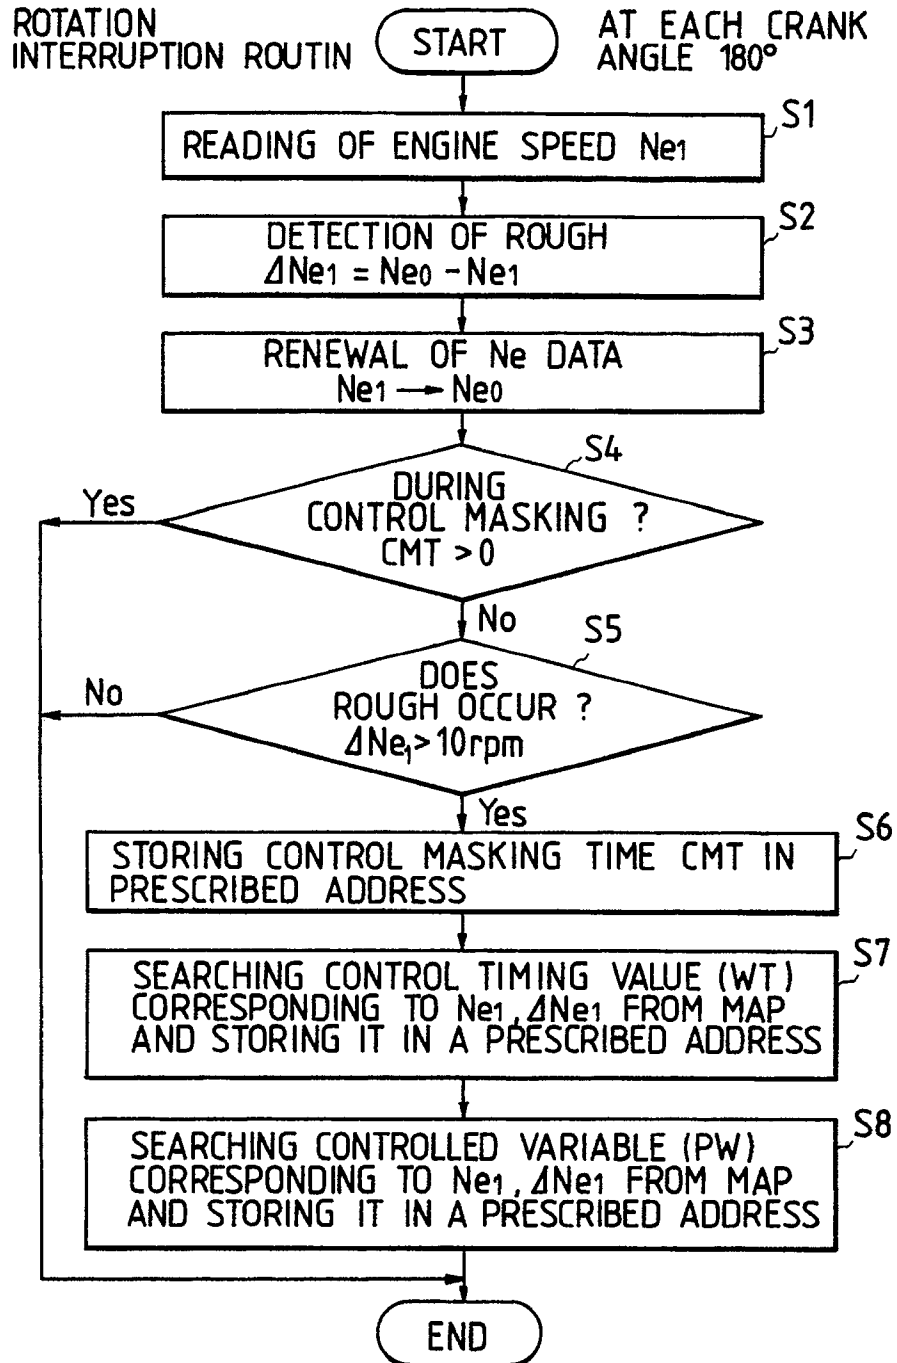 ROTATION
INTERRUPTION ROUTIN
START
AT EACH CRANK
ANGLE 180°
S1
READING OF ENGINE SPEED Ne1
S2
DETECTION OF ROUGH
ΔNe1 = Ne0 - Ne1
S3
RENEWAL OF Ne DATA
Ne1 → Ne0
S4
DURING
CONTROL MASKING ?
CMT > 0
Yes
No
S5
DOES
ROUGH OCCUR ?
ΔNe1 > 10rpm
No
Yes
S6
STORING CONTROL MASKING TIME CMT IN
PRESCRIBED ADDRESS
S7
SEARCHING CONTROL TIMING VALUE (WT)
CORRESPONDING TO Ne1, ΔNe1 FROM MAP
AND STORING IT IN A PRESCRIBED ADDRESS
S8
SEARCHING CONTROLLED VARIABLE (PW)
CORRESPONDING TO Ne1, ΔNe1 FROM MAP
AND STORING IT IN A PRESCRIBED ADDRESS
END